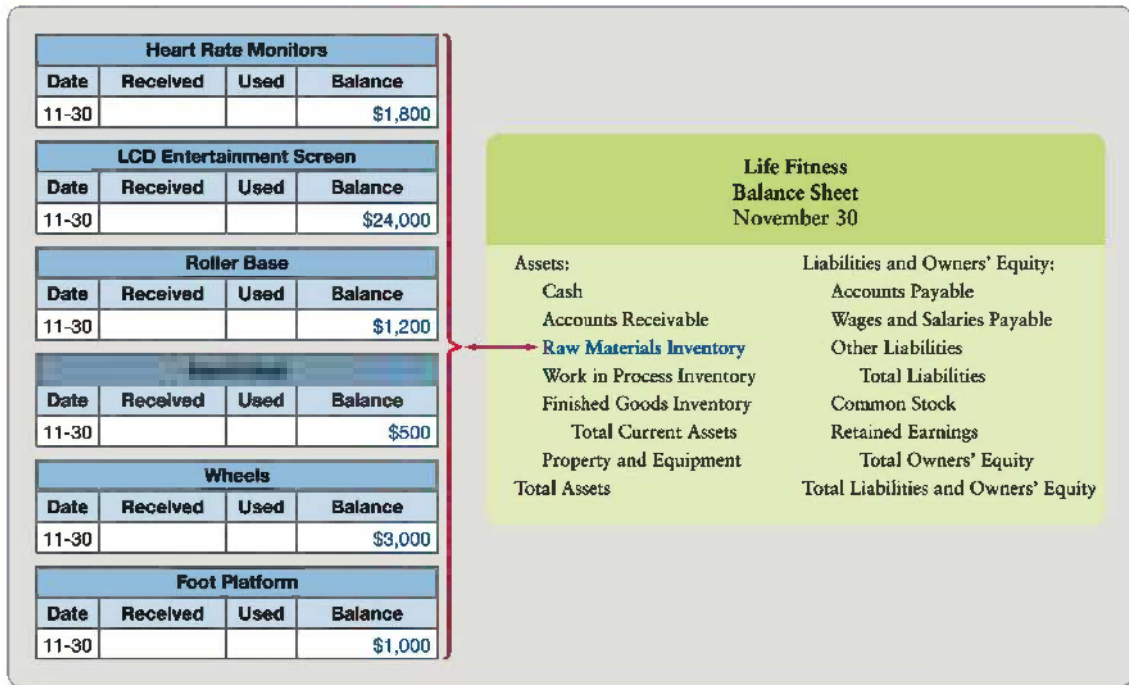 Heart Rate Monitors
Date Received Used Balance
11-30 $1,800
LCD Entertainment Screen
Date Received Used Balance
11-30 $24,000
Roller Base
Date Received Used Balance
11-30 $1,200
Date Received Used Balance
11-30 $500
Wheels
Date Received Used Balance
11-30 $3,000
Foot Platform
Date Received Used Balance
11-30 $1,000
Life Fitness
Balance Sheet
November 30
Assets:
Cash
Accounts Receivable
Raw Materials Inventory
Work in Process Inventory
Finished Goods Inventory
Total Current Assets
Property and Equipment
Total Assets
Liabilities and Owners' Equity:
Accounts Payable
Wages and Salaries Payable
Other Liabilities
Total Liabilities
Common Stock
Retained Earnings
Total Owners' Equity
Total Liabilities and Owners' Equity